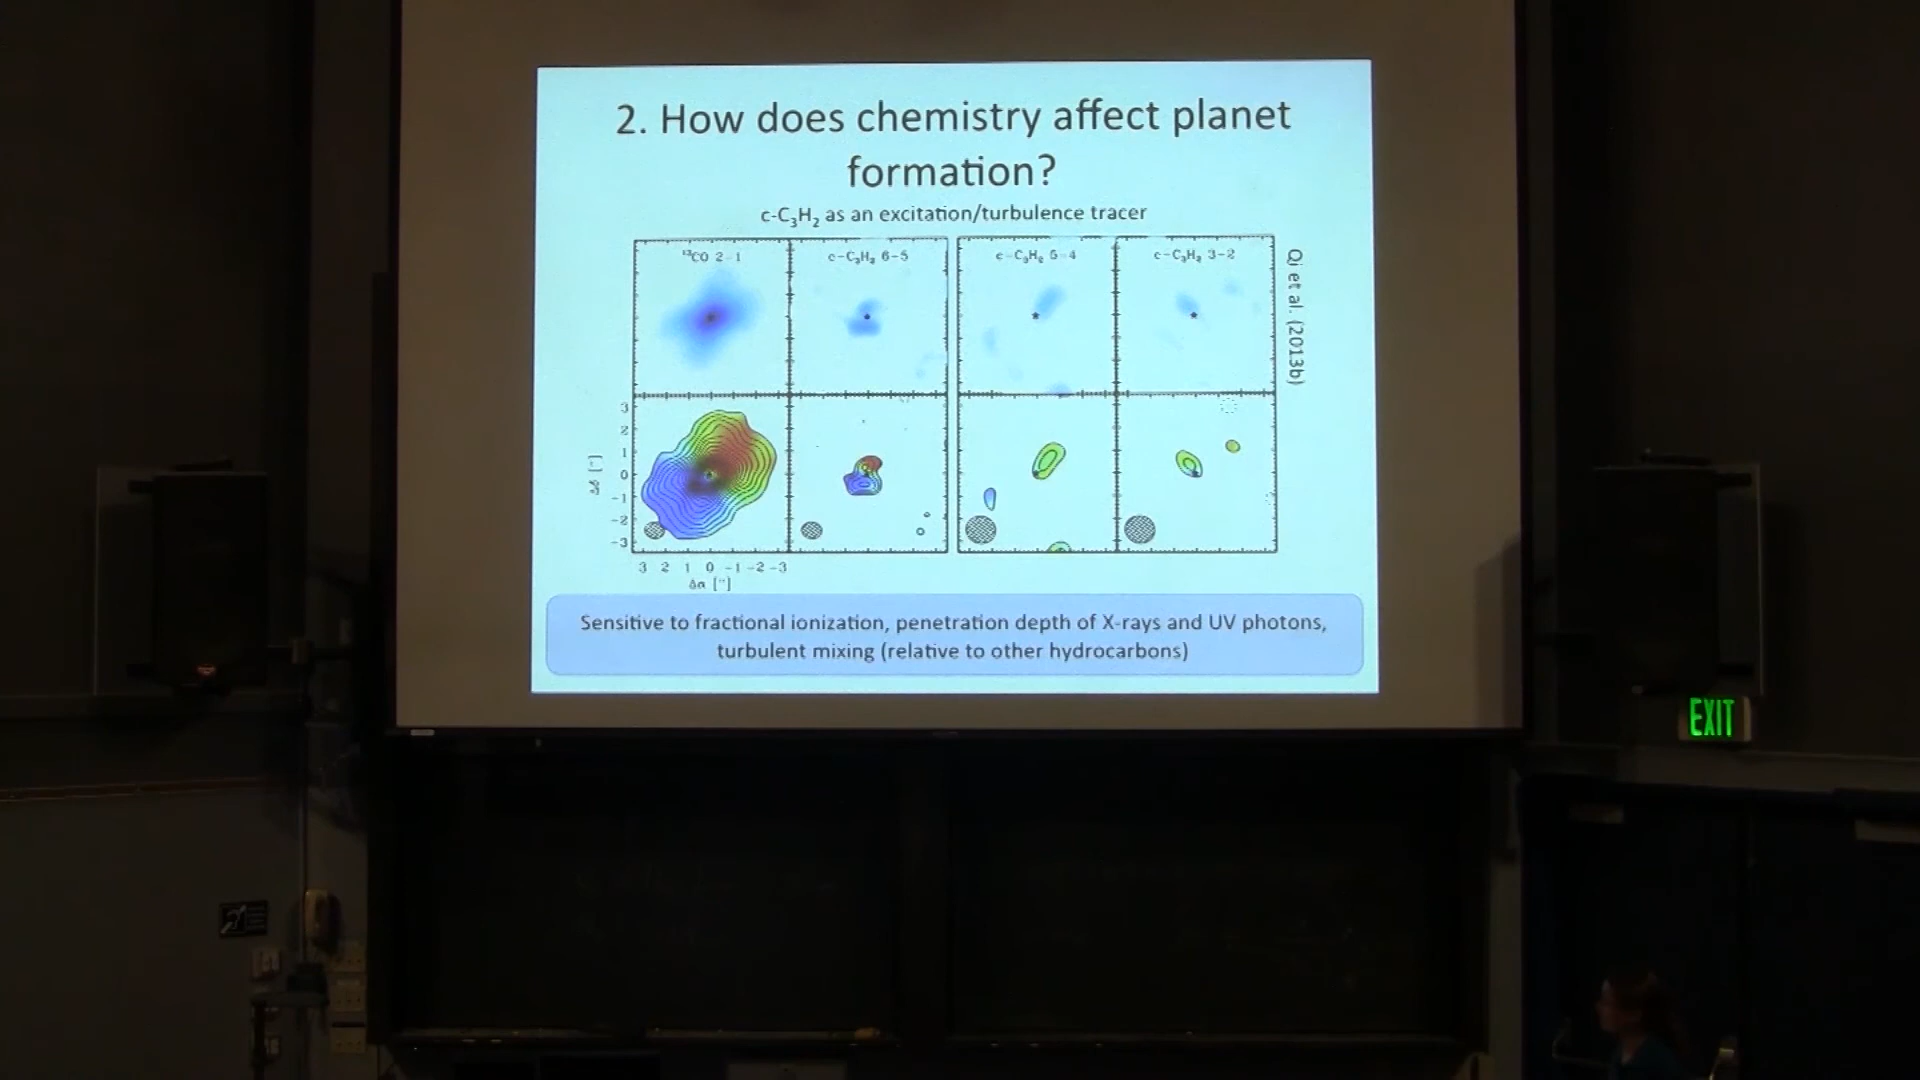 2. How does chemistry affect planet
formation?
c-C₃H₂ as an excitation/turbulence tracer
¹³CO 2-1
c-C₃H₂ 6-5
c-C₃H₂ 5-4
c-C₃H₂ 3-2
Qi et al. (2013b)
3
2
1
0
-1
-2
-3
3 2 1 0 -1 -2 -3
Δα ["]
Sensitive to fractional ionization, penetration depth of X-rays and UV photons,
turbulent mixing (relative to other hydrocarbons)
EXIT